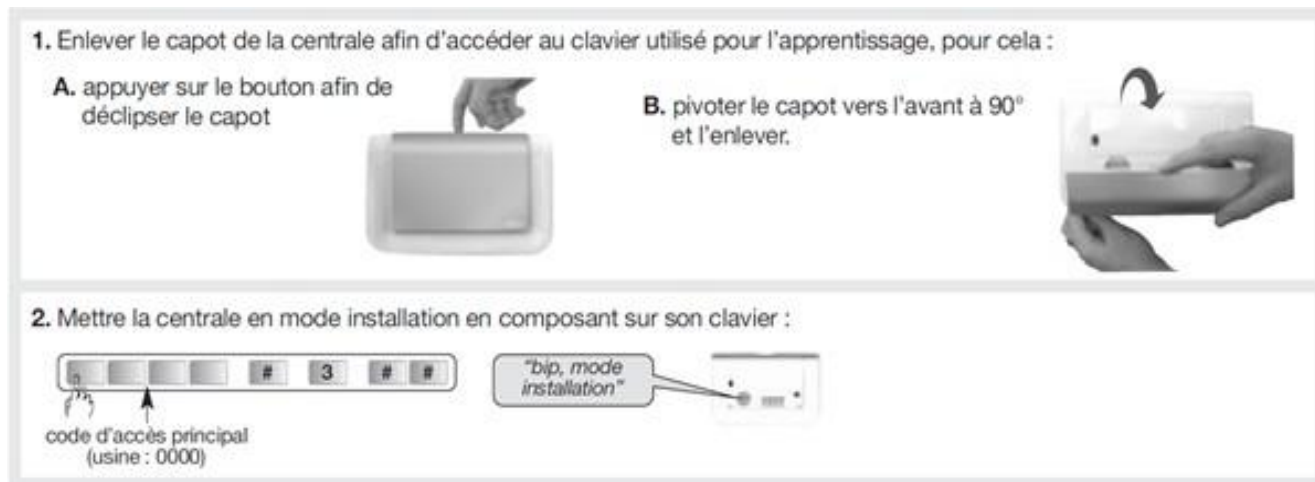 1. Enlever le capot de la centrale afin d'accéder au clavier utilisé pour l'apprentissage, pour cela :
A. appuyer sur le bouton afin de
déclipser le capot
B. pivoter le capot vers l'avant à 90°
et l'enlever.
2. Mettre la centrale en mode installation en composant sur son clavier :
# 3 # #
"bip, mode
installation"
code d'accès principal
(usine : 0000)